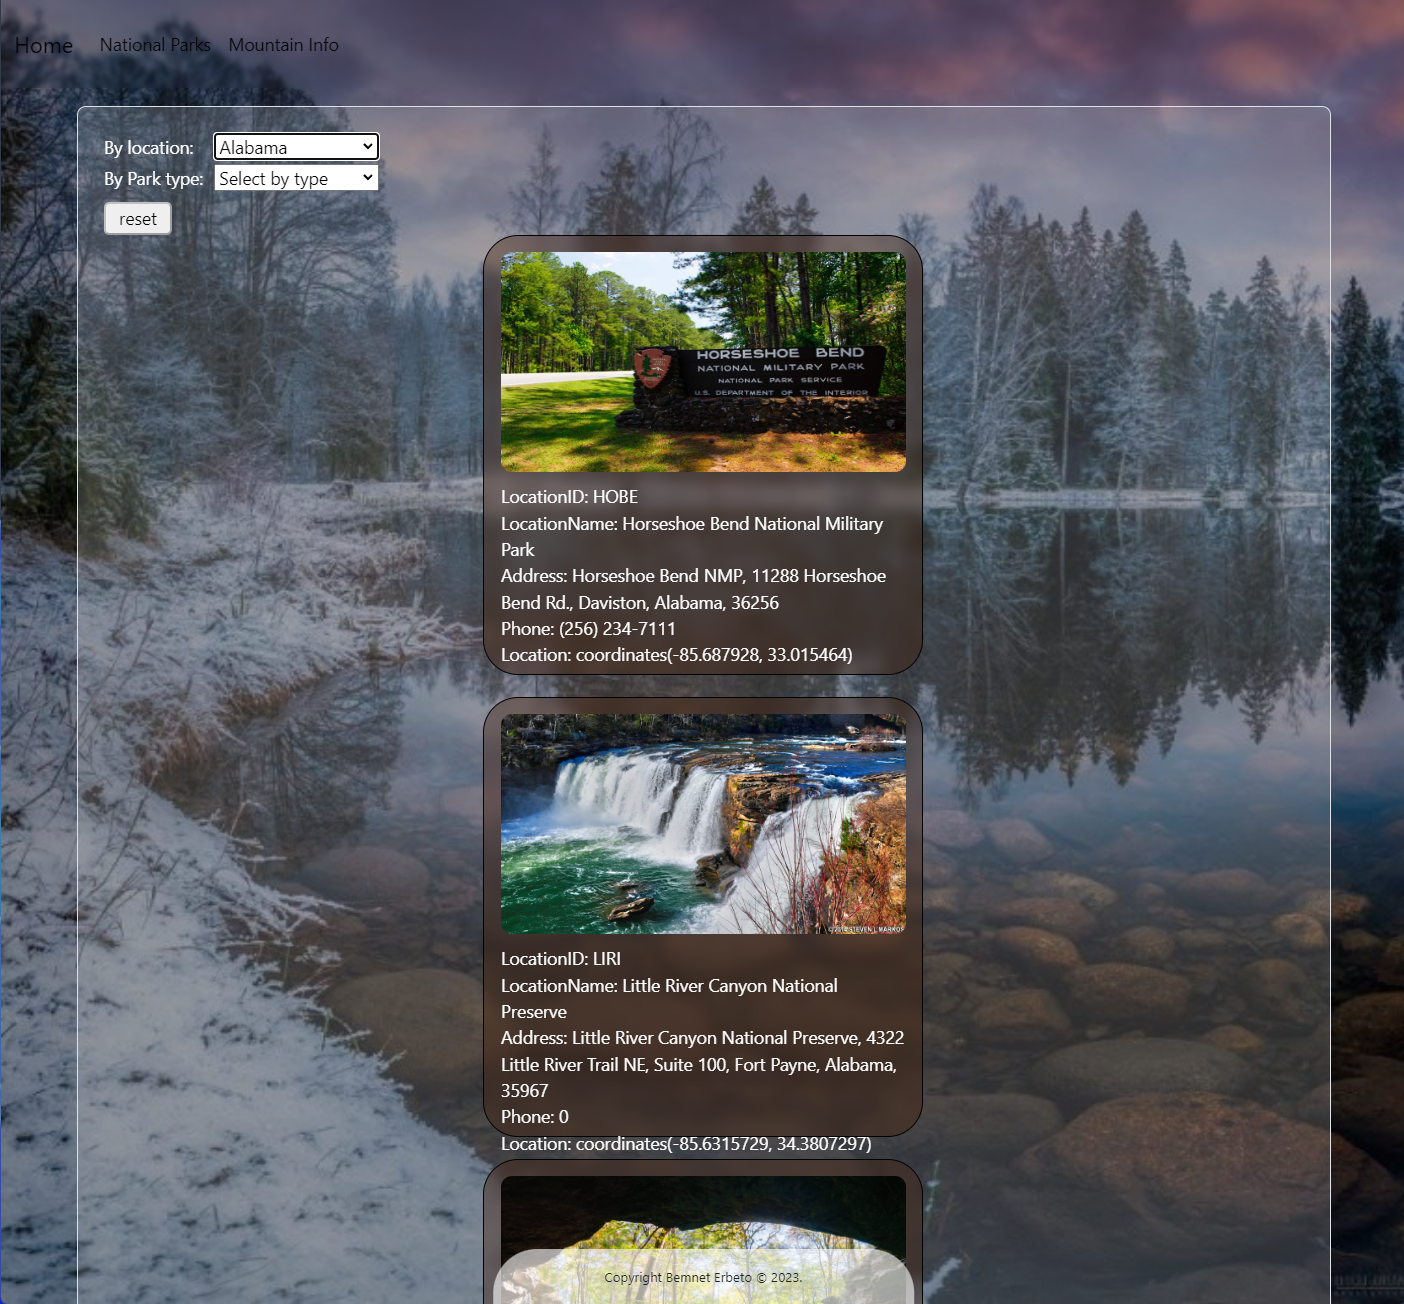 Home National Parks Mountain Info
By location: Alabama
By Park type: Select by type
reset
HORSESHOE BEND
NATIONAL MILITARY PARK
NATIONAL PARK SERVICE
U.S. DEPARTMENT OF THE INTERIOR
LocationID: HOBE
LocationName: Horseshoe Bend National Military
Park
Address: Horseshoe Bend NMP, 11288 Horseshoe
Bend Rd., Daviston, Alabama, 36256
Phone: (256) 234-7111
Location: coordinates(-85.687928, 33.015464)
© 2014 STEVEN L MARKOS
LocationID: LIRI
LocationName: Little River Canyon National
Preserve
Address: Little River Canyon National Preserve, 4322
Little River Trail NE, Suite 100, Fort Payne, Alabama,
35967
Phone: 0
Location: coordinates(-85.6315729, 34.3807297)
Copyright Bemnet Erbeto © 2023.